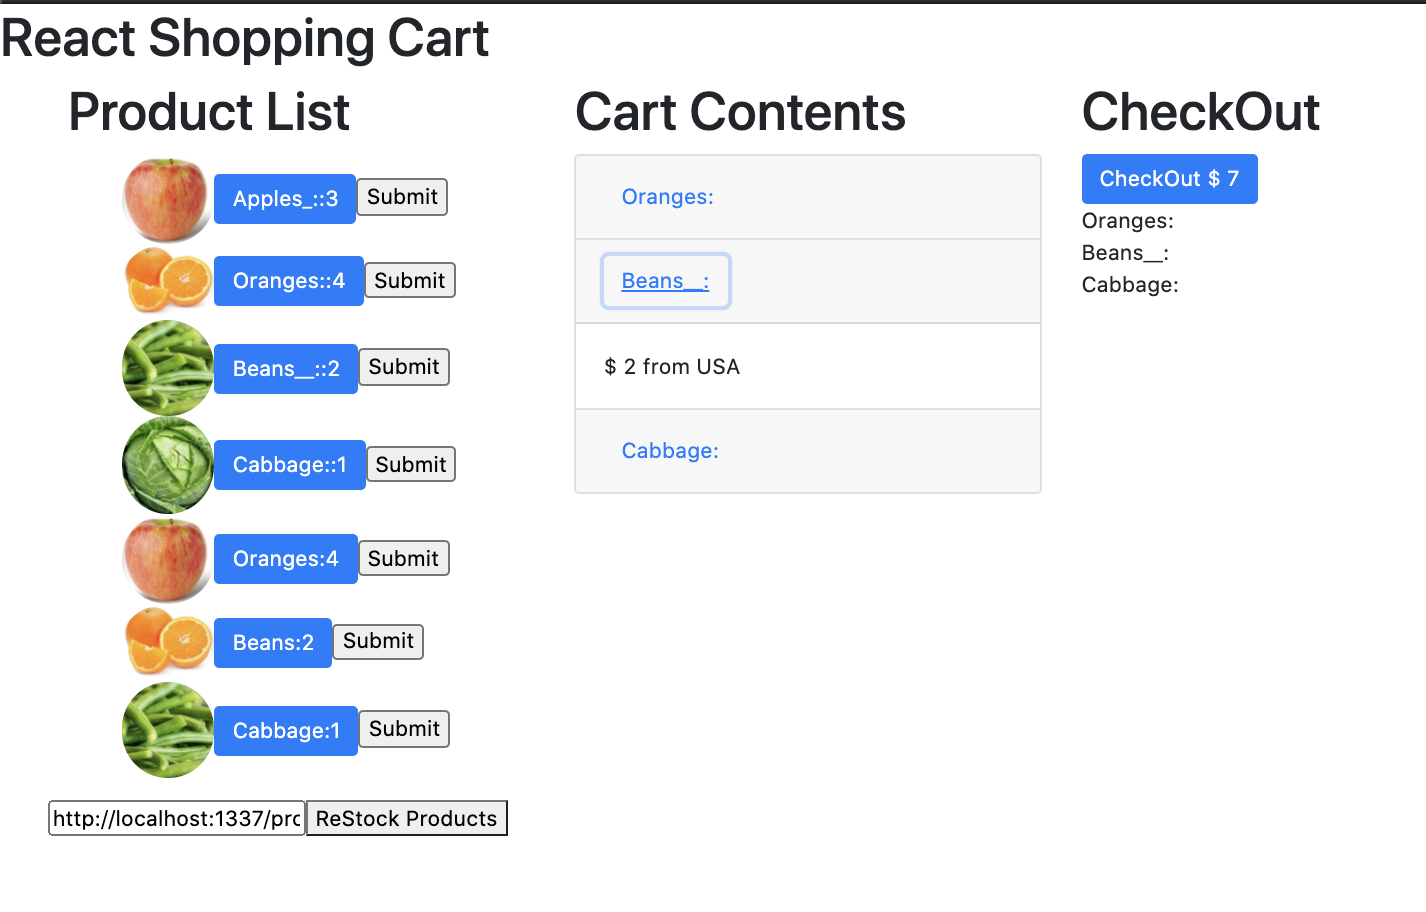 React Shopping Cart
Product List
Apples_::3 Submit
Oranges::4 Submit
Beans__::2 Submit
Cabbage::1 Submit
Oranges:4 Submit
Beans:2 Submit
Cabbage:1 Submit
http://localhost:1337/pro ReStock Products
Cart Contents
Oranges:
Beans__:
$ 2 from USA
Cabbage:
CheckOut
CheckOut $ 7
Oranges:
Beans__:
Cabbage: